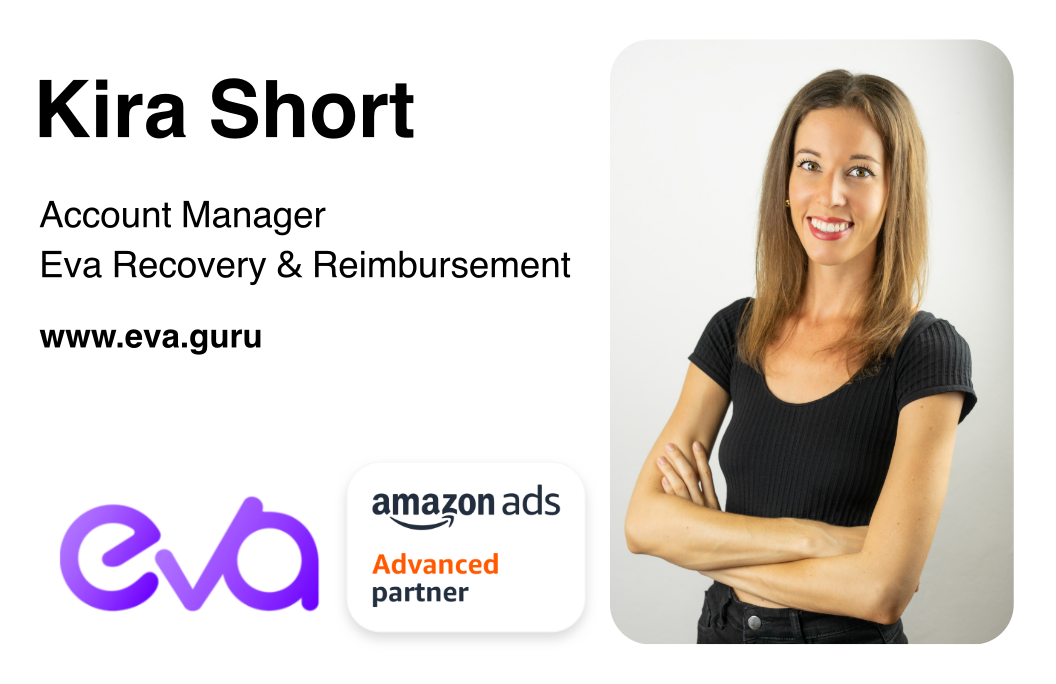 Kira Short
Account Manager
Eva Recovery & Reimbursement
www.eva.guru
eva
amazon ads
Advanced
partner